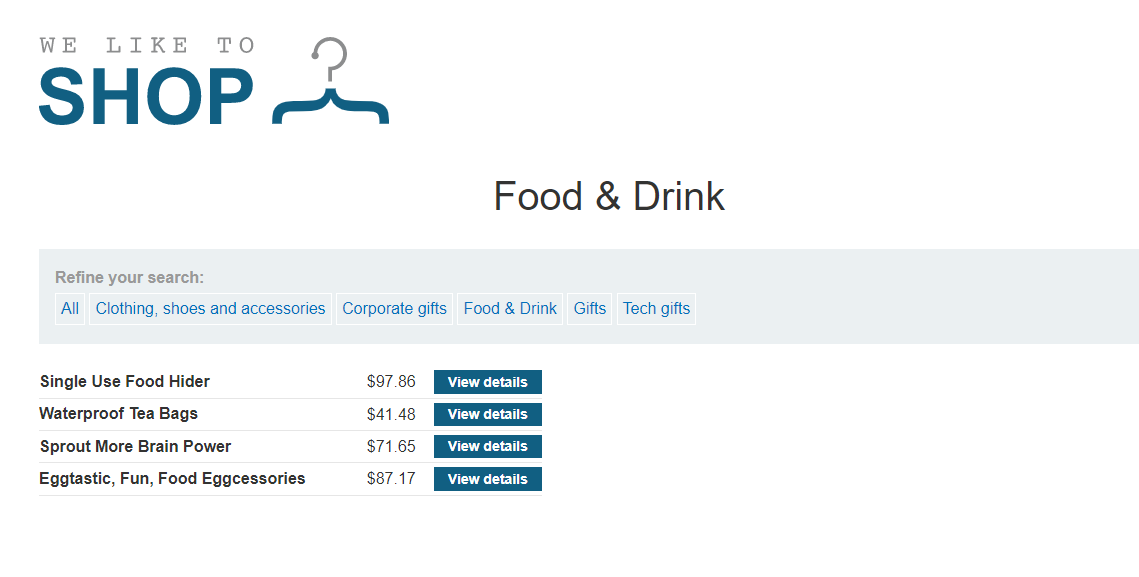 WE LIKE TO
SHOP
Food & Drink
Refine your search:
All Clothing, shoes and accessories Corporate gifts Food & Drink Gifts Tech gifts
Single Use Food Hider $97.86 View details
Waterproof Tea Bags $41.48 View details
Sprout More Brain Power $71.65 View details
Eggtastic, Fun, Food Eggcessories $87.17 View details